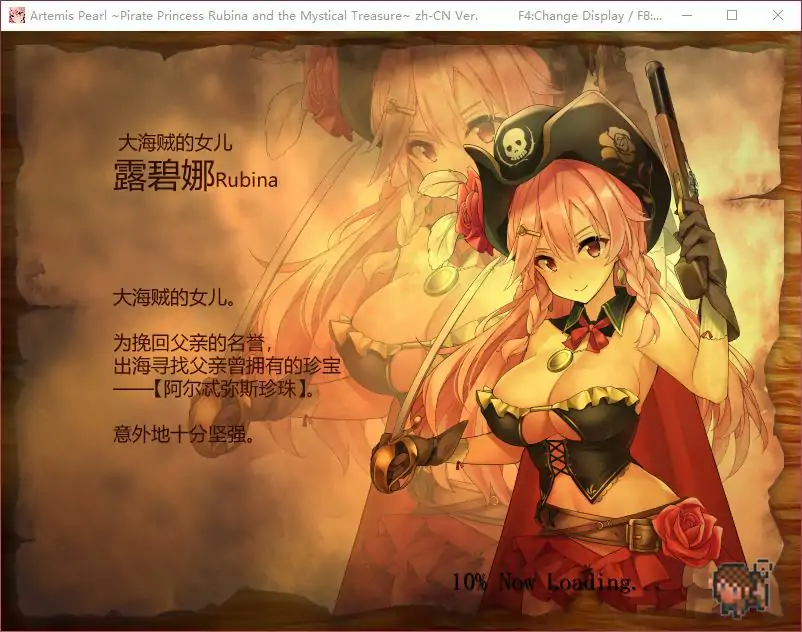 Artemis Pearl ~Pirate Princess Rubina and the Mystical Treasure~ zh-CN Ver. F4:Change Display / F8:...
大海贼的女儿
露碧娜Rubina
大海贼的女儿。
为挽回父亲的名誉，
出海寻找父亲曾拥有的珍宝
——【阿尔忒弥斯珍珠】。
意外地十分坚强。
10% Now Loading...